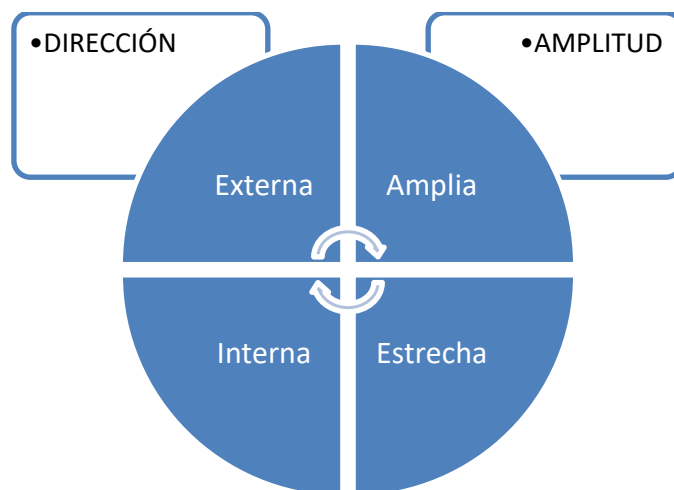 •DIRECCIÓN
•AMPLITUD
Externa
Amplia
Interna
Estrecha